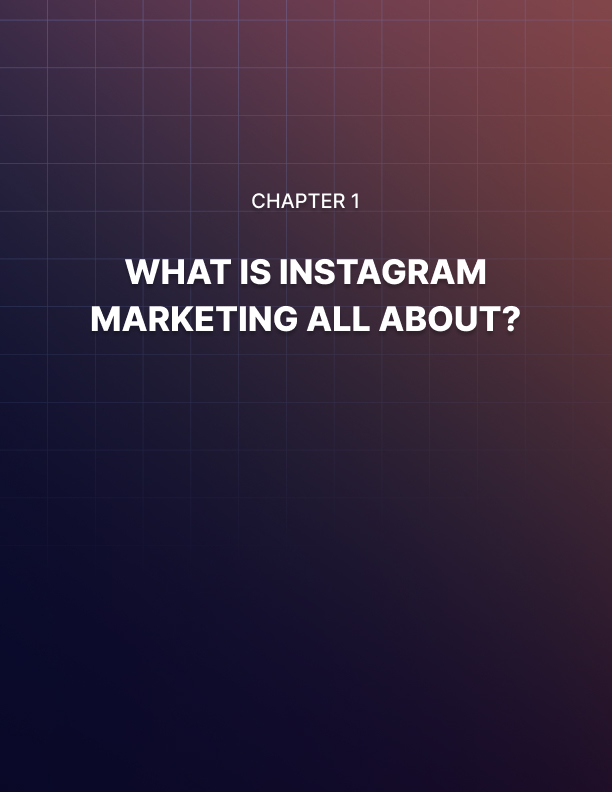 CHAPTER 1
WHAT IS INSTAGRAM
MARKETING ALL ABOUT?